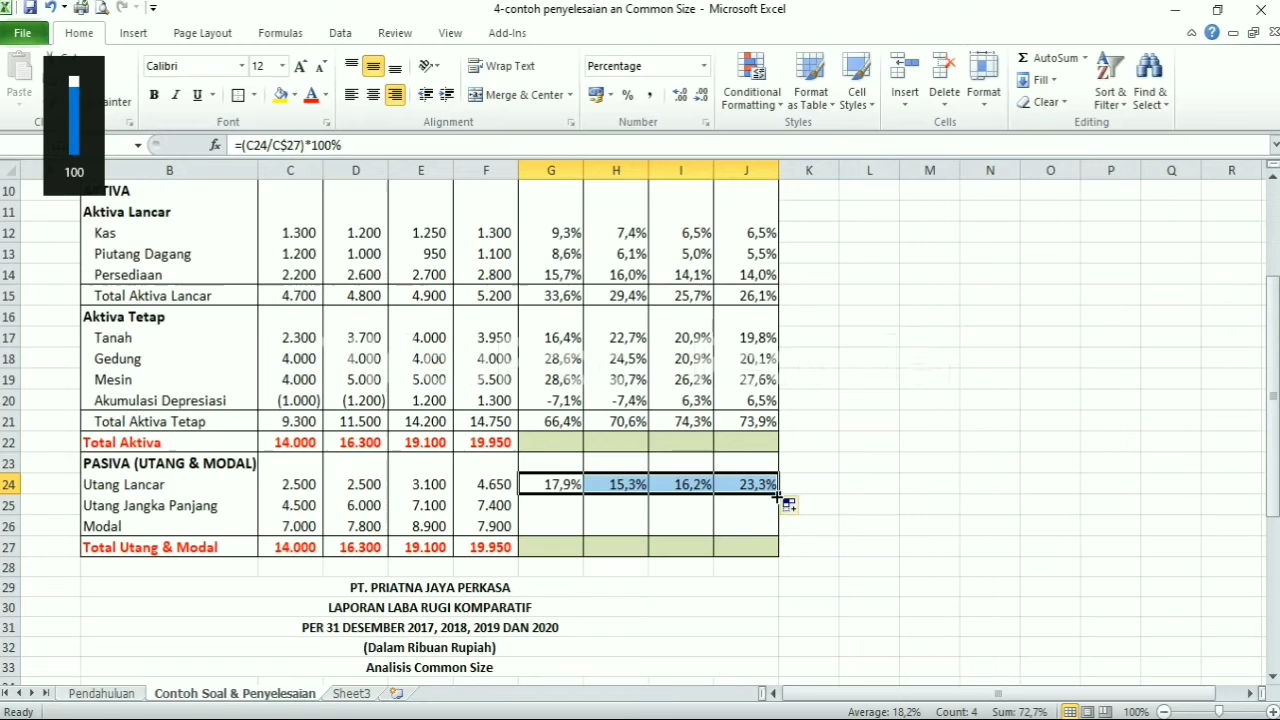 4-contoh penyelesaian an Common Size - Microsoft Excel
File Home Insert Page Layout Formulas Data Review View Add-Ins
Paste
ainter
Calibri 12
B I U
Wrap Text
Merge & Center
Percentage
% ,
Conditional Formatting
Format as Table
Cell Styles
Insert Delete Format
Σ AutoSum
Fill
Clear
Sort & Filter
Find & Select
Font Alignment Number Styles Cells Editing
100
fx =(C24/C$27)*100%
B C D E F G H I J K L M N O P Q R
10
11 Aktiva Lancar
12 Kas 1.300 1.200 1.250 1.300 9,3% 7,4% 6,5% 6,5%
13 Piutang Dagang 1.200 1.000 950 1.100 8,6% 6,1% 5,0% 5,5%
14 Persediaan 2.200 2.600 2.700 2.800 15,7% 16,0% 14,1% 14,0%
15 Total Aktiva Lancar 4.700 4.800 4.900 5.200 33,6% 29,4% 25,7% 26,1%
16 Aktiva Tetap
17 Tanah 2.300 3.700 4.000 3.950 16,4% 22,7% 20,9% 19,8%
18 Gedung 4.000 4.000 4.000 4.000 28,6% 24,5% 20,9% 20,1%
19 Mesin 4.000 5.000 5.000 5.500 28,6% 30,7% 26,2% 27,6%
20 Akumulasi Depresiasi (1.000) (1.200) 1.200 1.300 -7,1% -7,4% 6,3% 6,5%
21 Total Aktiva Tetap 9.300 11.500 14.200 14.750 66,4% 70,6% 74,3% 73,9%
22 Total Aktiva 14.000 16.300 19.100 19.950
23 PASIVA (UTANG & MODAL)
24 Utang Lancar 2.500 2.500 3.100 4.650 17,9% 15,3% 16,2% 23,3%
25 Utang Jangka Panjang 4.500 6.000 7.100 7.400
26 Modal 7.000 7.800 8.900 7.900
27 Total Utang & Modal 14.000 16.300 19.100 19.950
28
29 PT. PRIATNA JAYA PERKASA
30 LAPORAN LABA RUGI KOMPARATIF
31 PER 31 DESEMBER 2017, 2018, 2019 DAN 2020
32 (Dalam Ribuan Rupiah)
33 Analisis Common Size
Pendahuluan Contoh Soal & Penyelesaian Sheet3
Ready Average: 18,2% Count: 4 Sum: 72,7% 100%